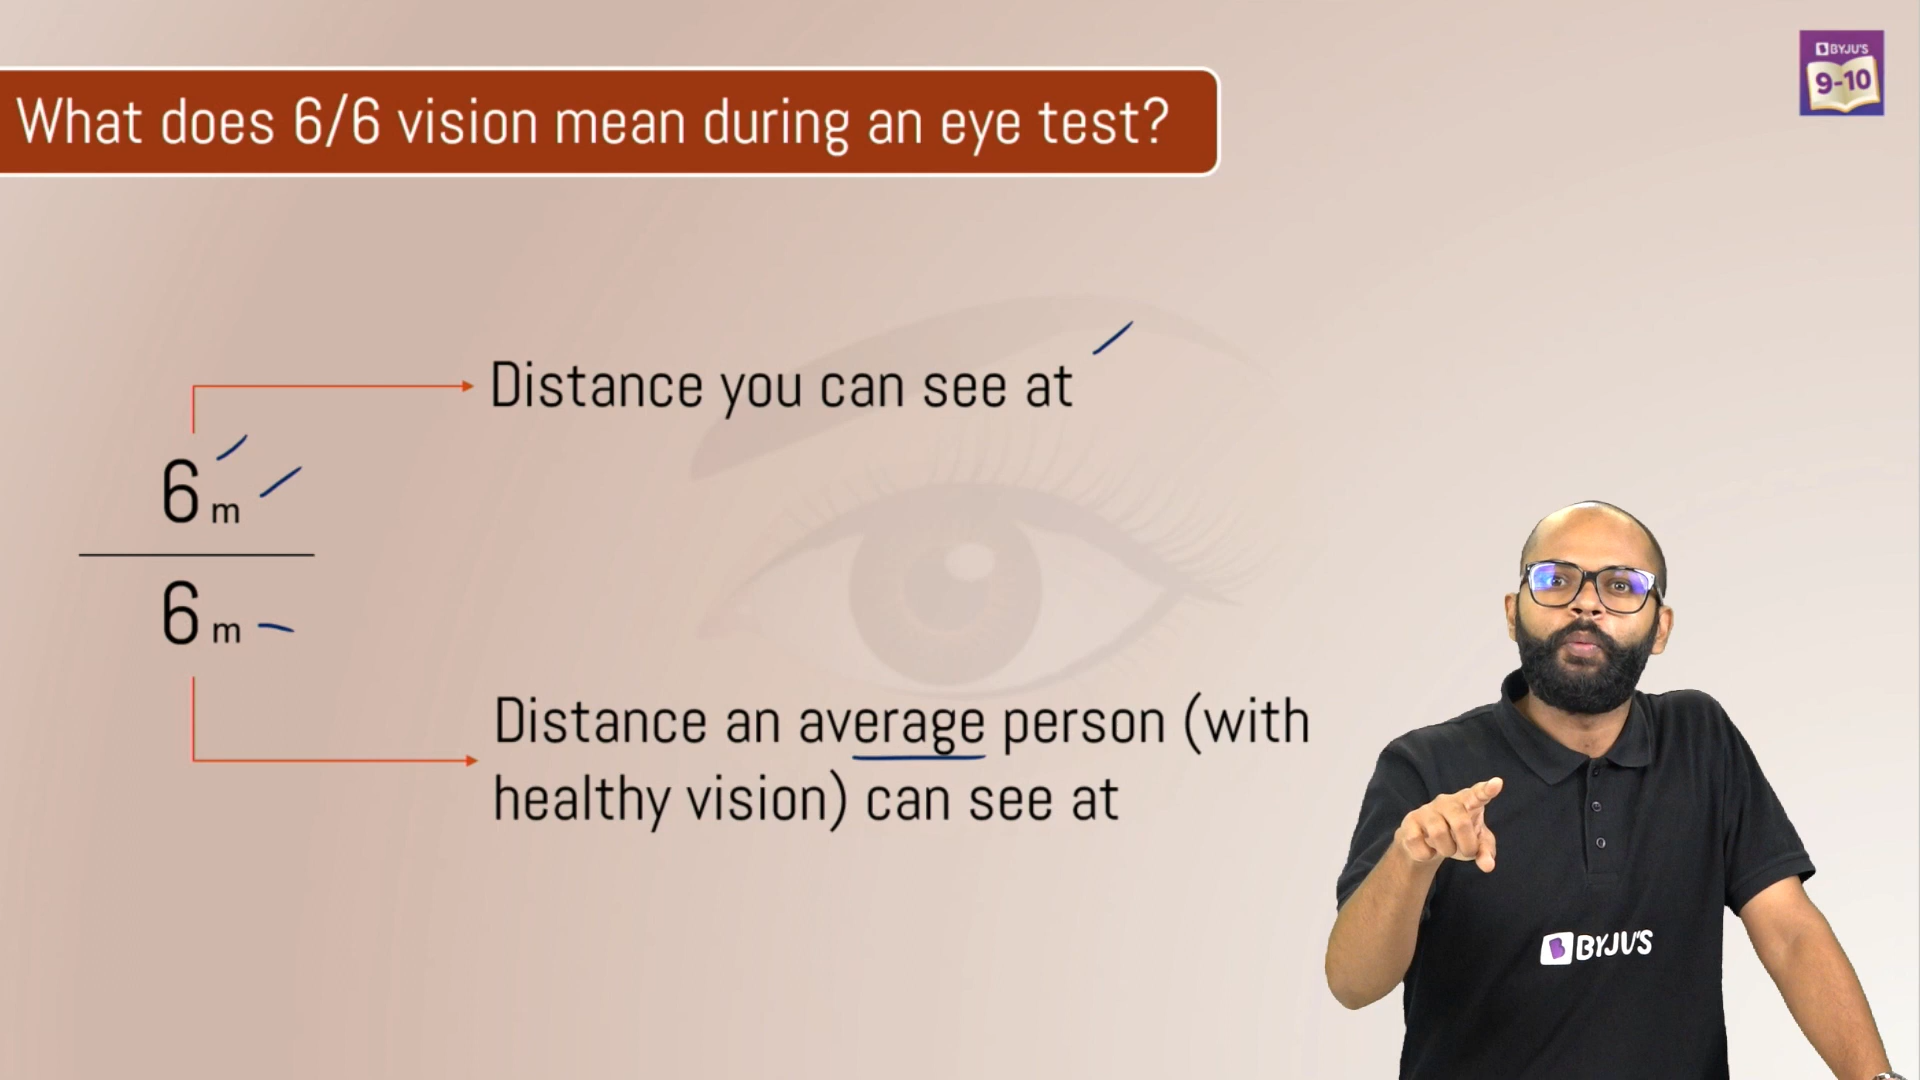 BYJU'S
9-10
What does 6/6 vision mean during an eye test?
Distance you can see at
6 m
6 m
Distance an average person (with
healthy vision) can see at
BYJU'S